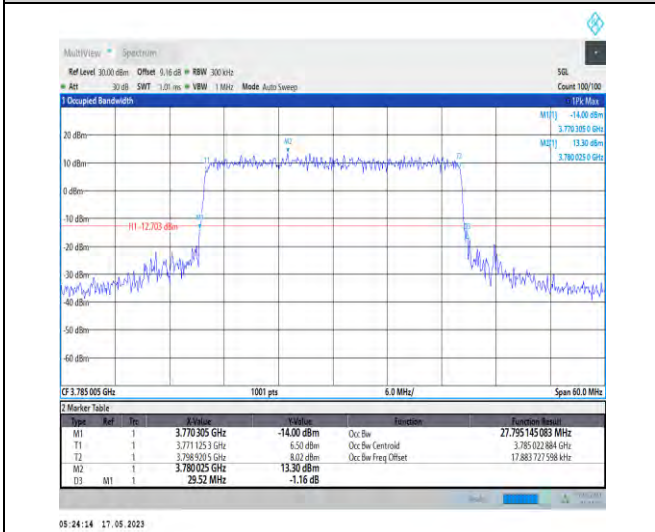 MultiView Spectrum
Ref Level 30.00 dBm Offset 9.16 dB RBW 300 kHz SGL
Att 30 dB SWT 1.01 ms VBW 1 MHz Mode Auto Sweep Count 100/100
1 Occupied Bandwidth 1Pk Max
M1[1] -14.00 dBm
3.770 305 0 GHz
M2[1] 13.30 dBm
3.780 025 0 GHz
20 dBm
M2
10 dBm
T1 T2
0 dBm
-10 dBm
M1
H1 -12.703 dBm
-20 dBm
-30 dBm
-40 dBm
-50 dBm
-60 dBm
CF 3.785 005 GHz 1001 pts 6.0 MHz/ Span 60.0 MHz
2 Marker Table
Type Ref Trc X-Value Y-Value Function Function Result
M1 1 3.770305 GHz -14.00 dBm Occ Bw 27.795 145 083 MHz
T1 1 3.771 125 3 GHz 6.50 dBm Occ Bw Centroid 3.785 022 884 GHz
T2 1 3.798 920 5 GHz 8.02 dBm Occ Bw Freq Offset 17.883 727 598 kHz
M2 1 3.780025 GHz 13.30 dBm
D3 M1 1 29.52 MHz -1.16 dB
05:24:14 17.05.2023